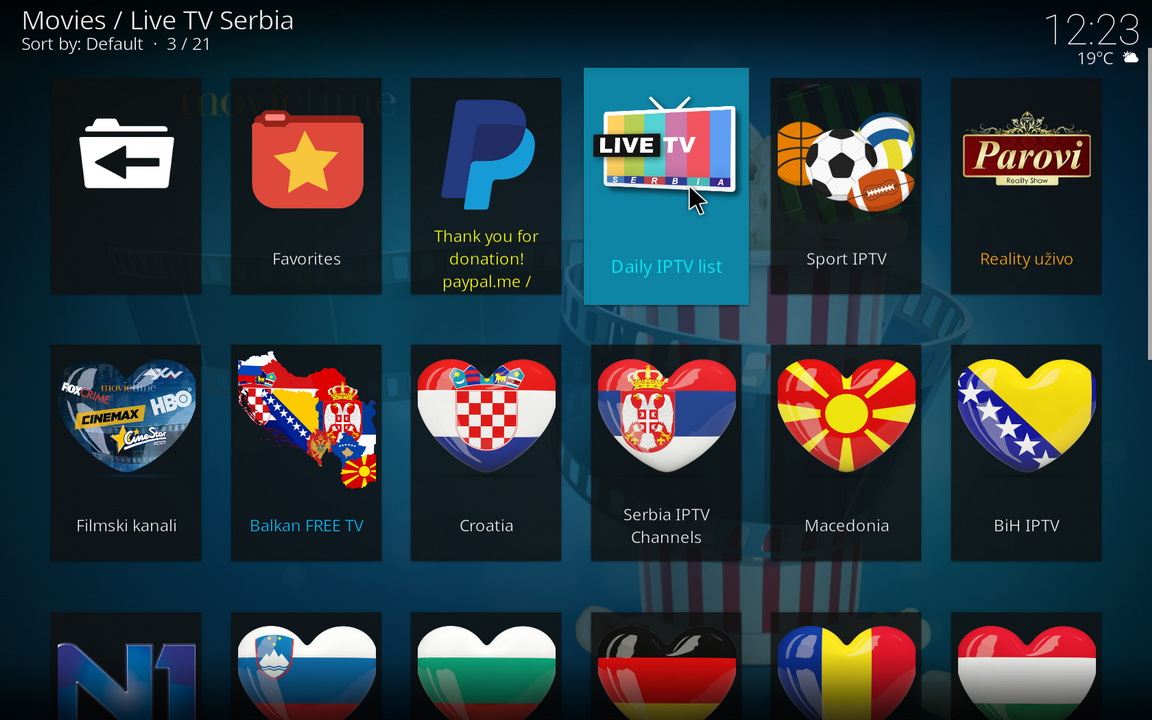 Movies / Live TV Serbia
Sort by: Default · 3 / 21
12:23
19°C
movietime
LIVE TV
SERBIA
Parovi
Reality Show
Favorites
Thank you for
donation!
paypal.me /
Daily IPTV list
Sport IPTV
Reality uživo
FOX
CRIME
movietime
AXN
CINEMAX
HBO
CineStar
Filmski kanali
Balkan FREE TV
Croatia
Serbia IPTV
Channels
Macedonia
BiH IPTV
N1